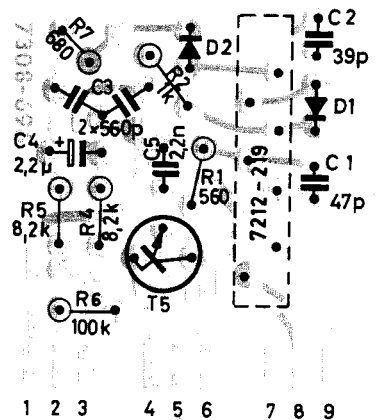 R7
680
C3
2×560p
C4
+
2,2µ
R2
1k
D2
C2
39p
D1
C5
2,2n
R1
560
C1
47p
7212-219
R5
8,2k
R4
8,2k
T5
R6
100k
1 2 3 4 5 6 7 8 9